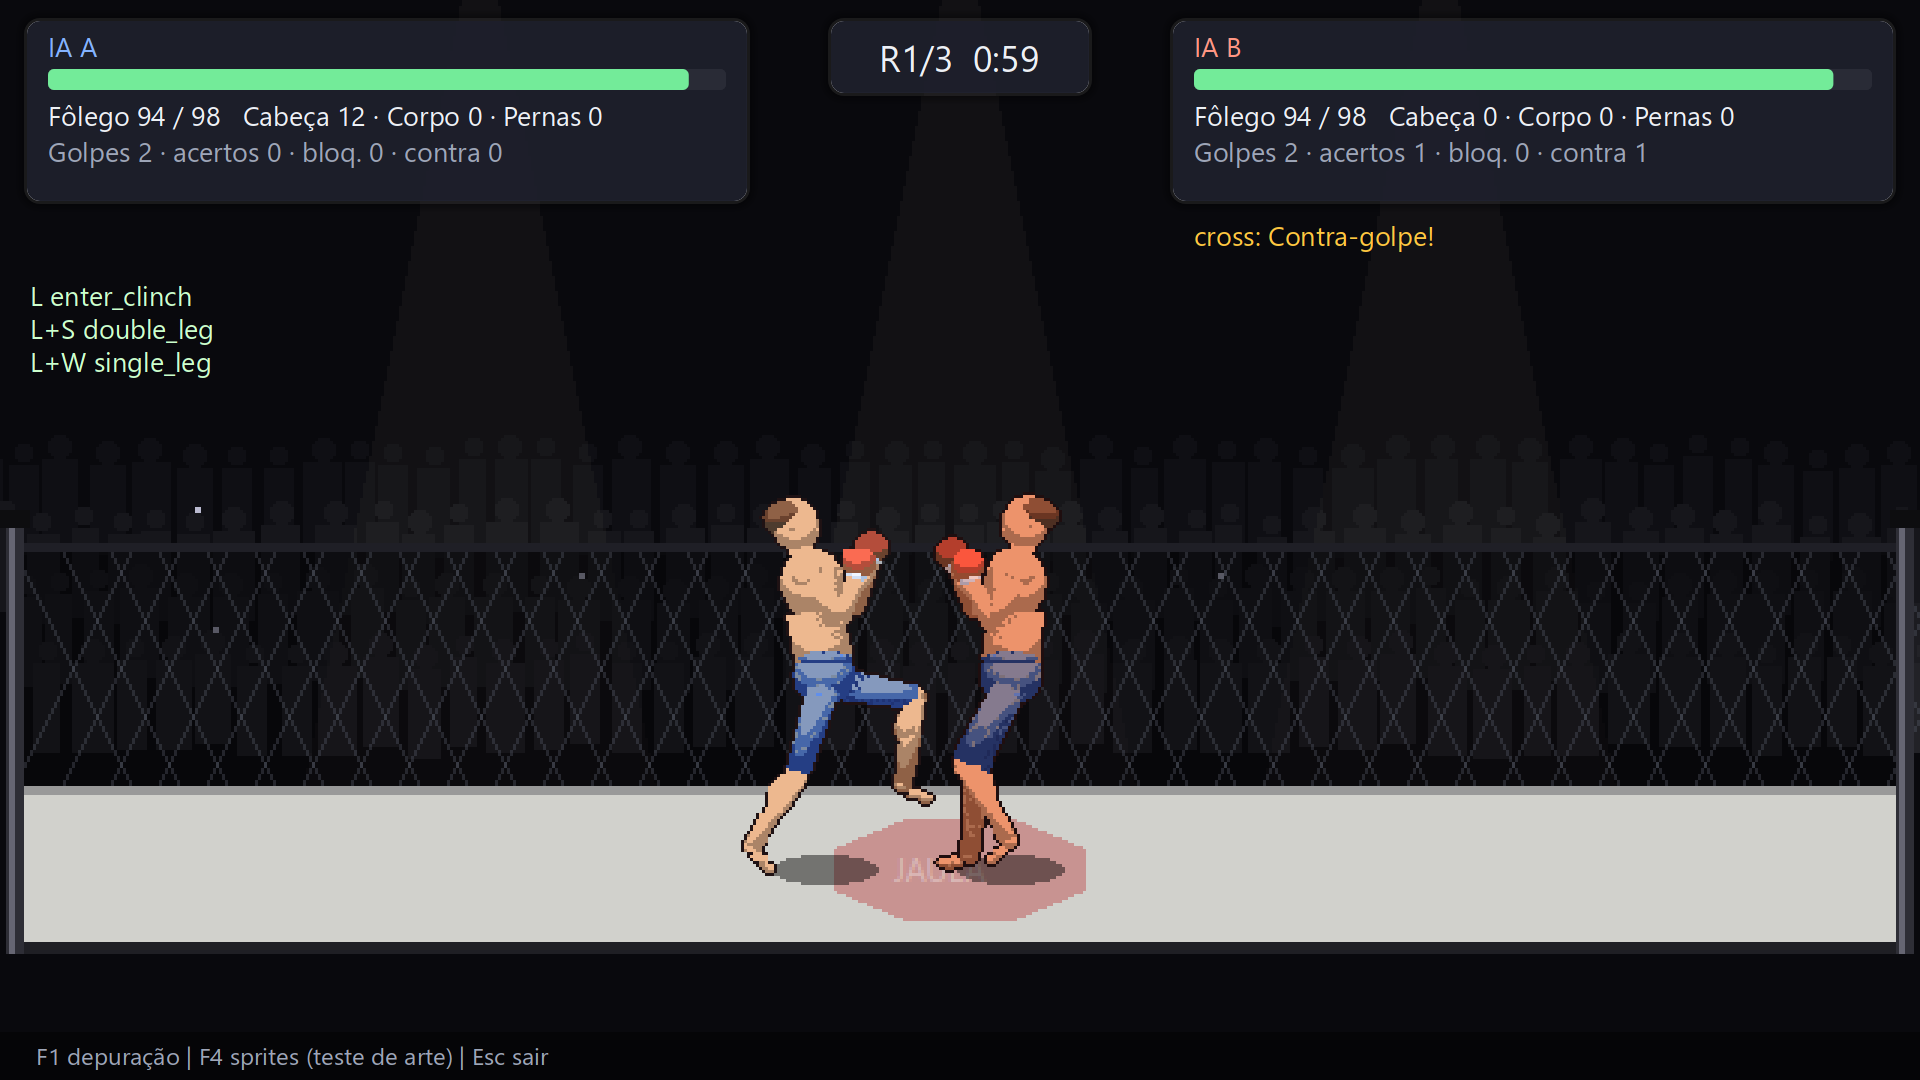 IA A
Fôlego 94 / 98   Cabeça 12 · Corpo 0 · Pernas 0
Golpes 2 · acertos 0 · bloq. 0 · contra 0
R1/3  0:59
IA B
Fôlego 94 / 98   Cabeça 0 · Corpo 0 · Pernas 0
Golpes 2 · acertos 1 · bloq. 0 · contra 1
cross: Contra-golpe!
L enter_clinch
L+S double_leg
L+W single_leg
F1 depuração | F4 sprites (teste de arte) | Esc sair